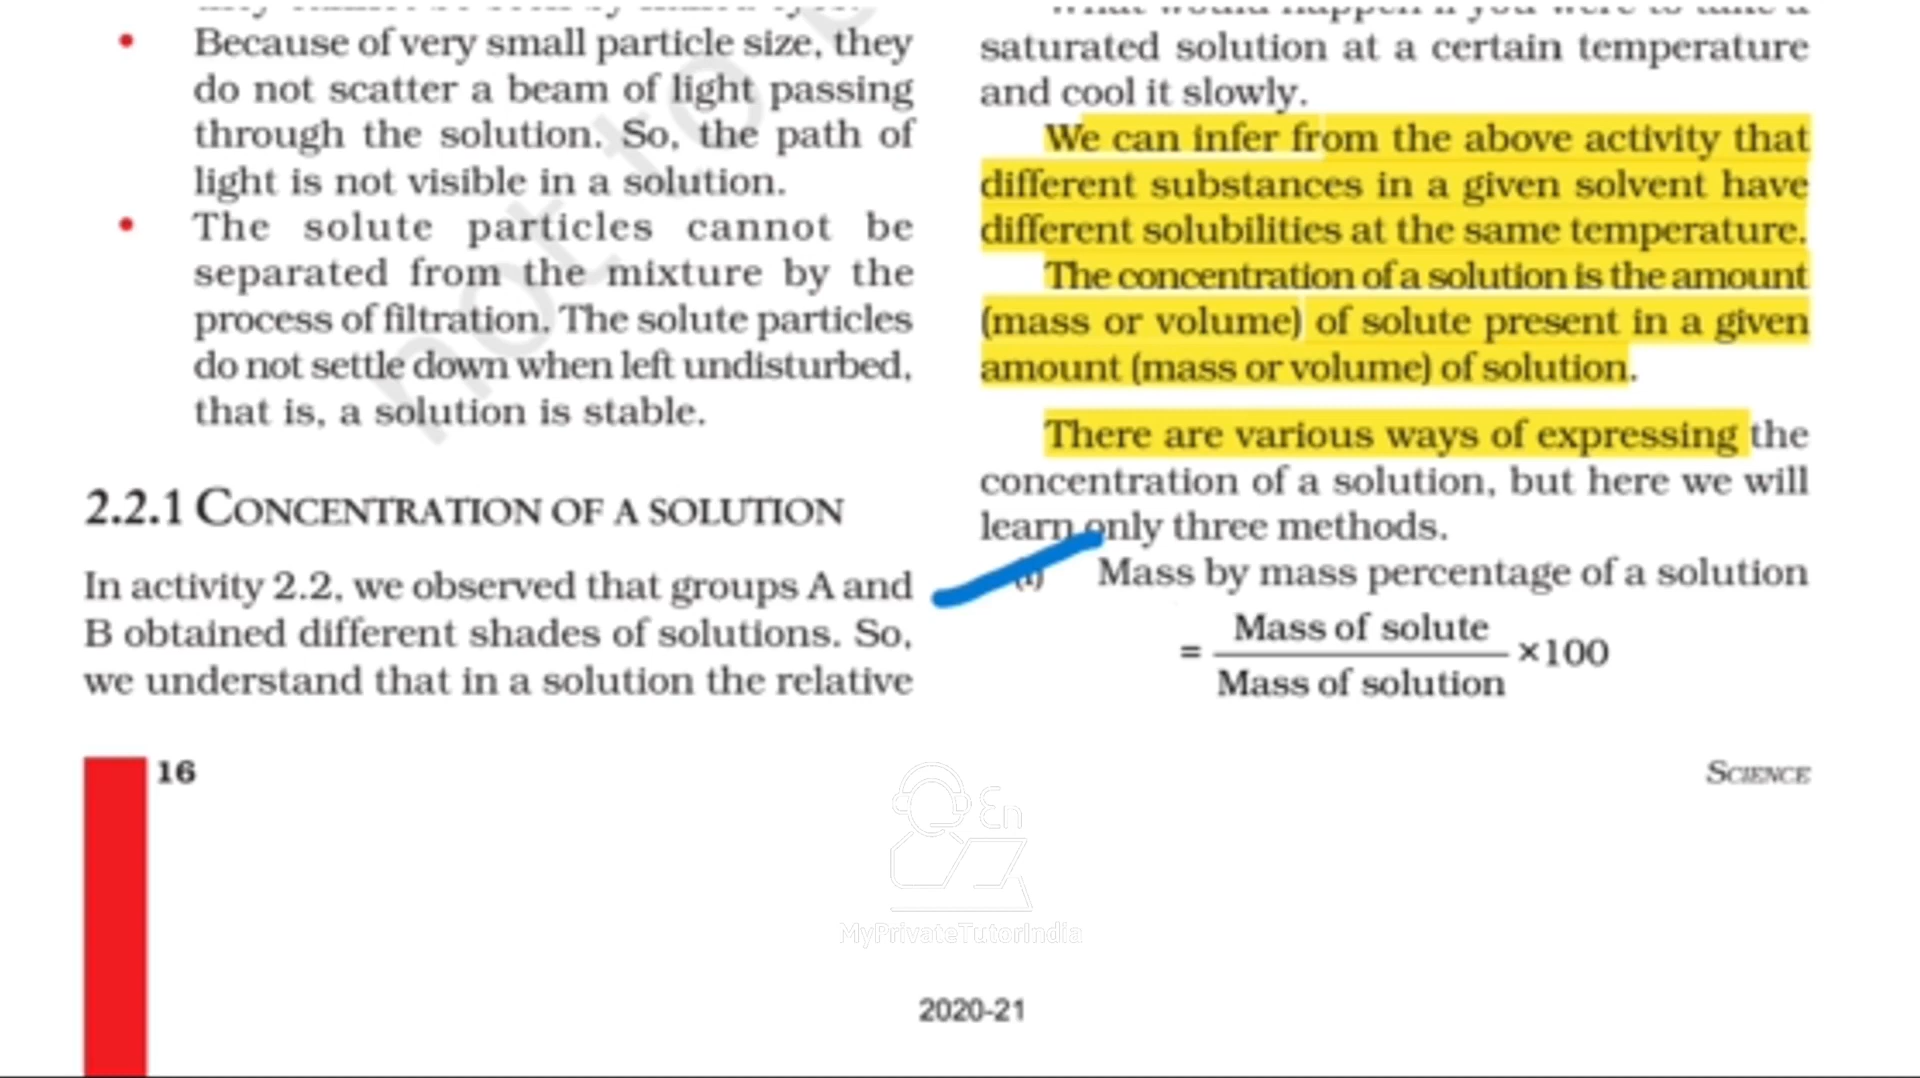 Because of very small particle size, they
do not scatter a beam of light passing
through the solution. So, the path of
light is not visible in a solution.
The solute particles cannot be
separated from the mixture by the
process of filtration. The solute particles
do not settle down when left undisturbed,
that is, a solution is stable.
2.2.1 CONCENTRATION OF A SOLUTION
In activity 2.2, we observed that groups A and
B obtained different shades of solutions. So,
we understand that in a solution the relative
saturated solution at a certain temperature
and cool it slowly.
We can infer from the above activity that
different substances in a given solvent have
different solubilities at the same temperature.
The concentration of a solution is the amount
(mass or volume) of solute present in a given
amount (mass or volume) of solution.
There are various ways of expressing the
concentration of a solution, but here we will
learn only three methods.
(i) Mass by mass percentage of a solution
= Mass of solute
Mass of solution ×100
16
SCIENCE
En
MyPrivateTutorIndia
2020-21
not to